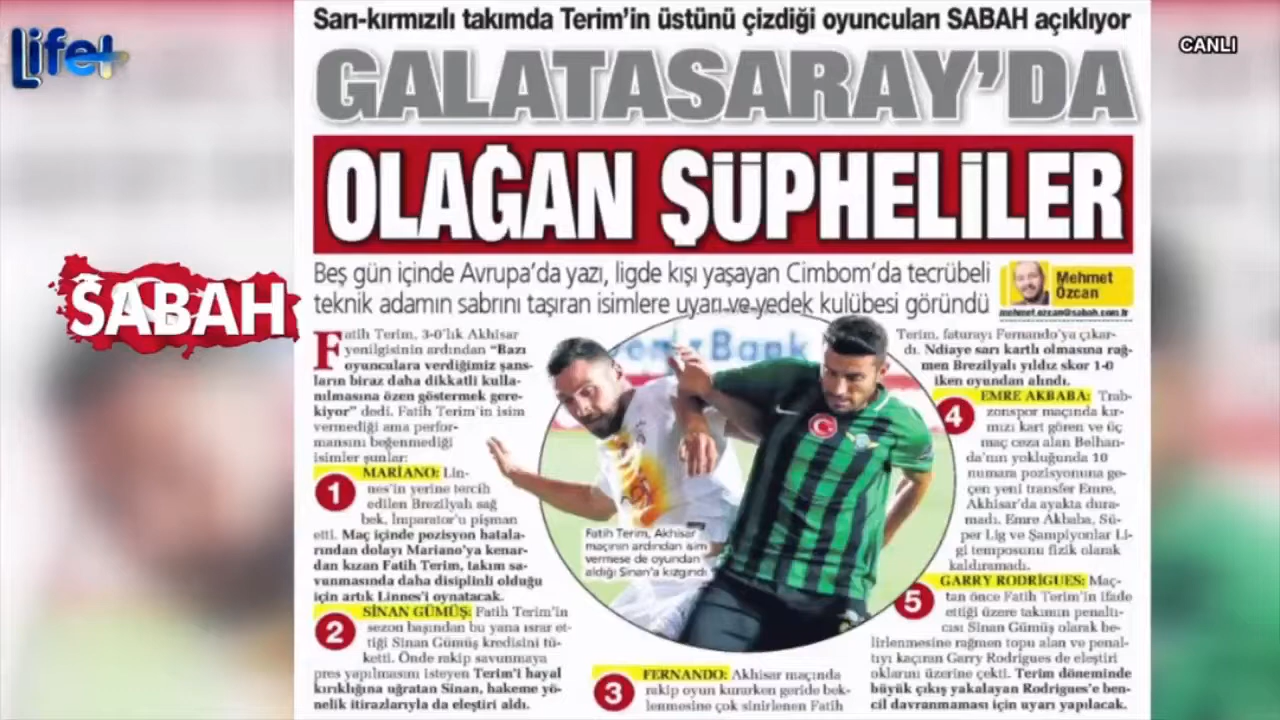 Life+
CANLI
SABAH
Sarı-kırmızılı takımda Terim'in üstünü çizdiği oyuncuları SABAH açıklıyor
GALATASARAY'DA
OLAĞAN ŞÜPHELİLER
Beş gün içinde Avrupa'da yazı, ligde kışı yaşayan Cimbom'da tecrübeli
teknik adamın sabrını taşıran isimlere uyarı ve yedek kulübesi göründü
Mehmet
Özcan
mehmet.ozcan@sabah.com.tr
Fatih Terim, 3-0'lık Akhisar
yenilgisinin ardından "Bazı
oyunculara verdiğimiz şans-
ların biraz daha dikkatli kulla-
nılmasına özen göstermek gere-
kiyor" dedi. Fatih Terim'in isim
vermediği ama perfor-
mansını beğenmediği
isimler şunlar:
1 MARIANO: Lin-
nes'in yerine tercih
edilen Brezilyalı sağ
bek, İmparator'u pişman
etti. Maç içinde pozisyon hatala-
rından dolayı Mariano'ya kenar-
dan kızan Fatih Terim, takım sa-
vunmasında daha disiplinli olduğu
için artık Linnes'i oynatacak.
2 SİNAN GÜMÜŞ: Fatih Terim'in
sezon başından bu yana ısrar et-
tiği Sinan Gümüş kredisini tü-
ketti. Önde rakip savunmaya
pres yapılmasını isteyen Terim'i hayal
kırıklığına uğratan Sinan, hakeme yö-
nelik itirazlarıyla da eleştiri aldı.
Bank
Fatih Terim, Akhisar
maçının ardından isim
vermese de oyundan
aldığı Sinan'a kızgındı
3 FERNANDO: Akhisar maçında
rakip oyun kurarken geride bek-
lenmesine çok sinirlenen Fatih
Terim, faturayı Fernando'ya çıkar-
dı. Ndiaye sarı kartlı olmasına rağ-
men Brezilyalı yıldız skor 1-0
iken oyundan alındı.
4 EMRE AKBABA: Trab-
zonspor maçında kır-
mızı kart gören ve üç
maç ceza alan Belhan-
da'nın yokluğunda 10
numara pozisyonuna ge-
çen yeni transfer Emre,
Akhisar'da ayakta dura-
madı. Emre Akbaba, Sü-
per Lig ve Şampiyonlar Li-
gi temposunu fizik olarak
kaldıramadı.
5 GARRY RODRIGUES: Maç-
tan önce Fatih Terim'in ifade
ettiği üzere takımın penaltı-
cısı Sinan Gümüş olarak be-
lirlenmesine rağmen topu alan ve penal-
tıyı kaçıran Garry Rodrigues de eleştiri
oklarını üzerine çekti. Terim döneminde
büyük çıkış yakalayan Rodrigues'e ben-
cil davranmaması için uyarı yapılacak.